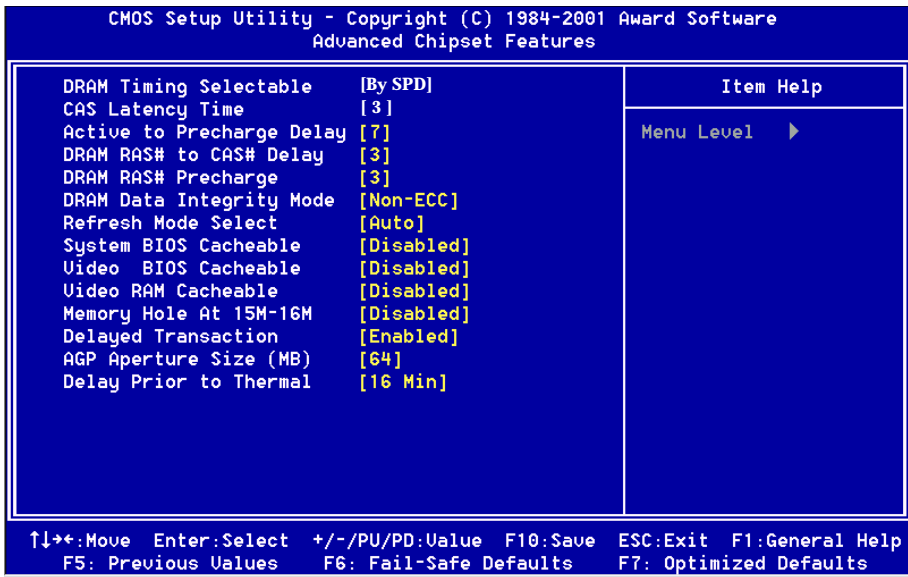 CMOS Setup Utility - Copyright (C) 1984-2001 Award Software
Advanced Chipset Features
DRAM Timing Selectable [By SPD]
CAS Latency Time [ 3 ]
Active to Precharge Delay [7]
DRAM RAS# to CAS# Delay [3]
DRAM RAS# Precharge [3]
DRAM Data Integrity Mode [Non-ECC]
Refresh Mode Select [Auto]
System BIOS Cacheable [Disabled]
Video BIOS Cacheable [Disabled]
Video RAM Cacheable [Disabled]
Memory Hole At 15M-16M [Disabled]
Delayed Transaction [Enabled]
AGP Aperture Size (MB) [64]
Delay Prior to Thermal [16 Min]
Item Help
Menu Level ▶
↑↓→←:Move Enter:Select +/-/PU/PD:Value F10:Save ESC:Exit F1:General Help
F5: Previous Values F6: Fail-Safe Defaults F7: Optimized Defaults